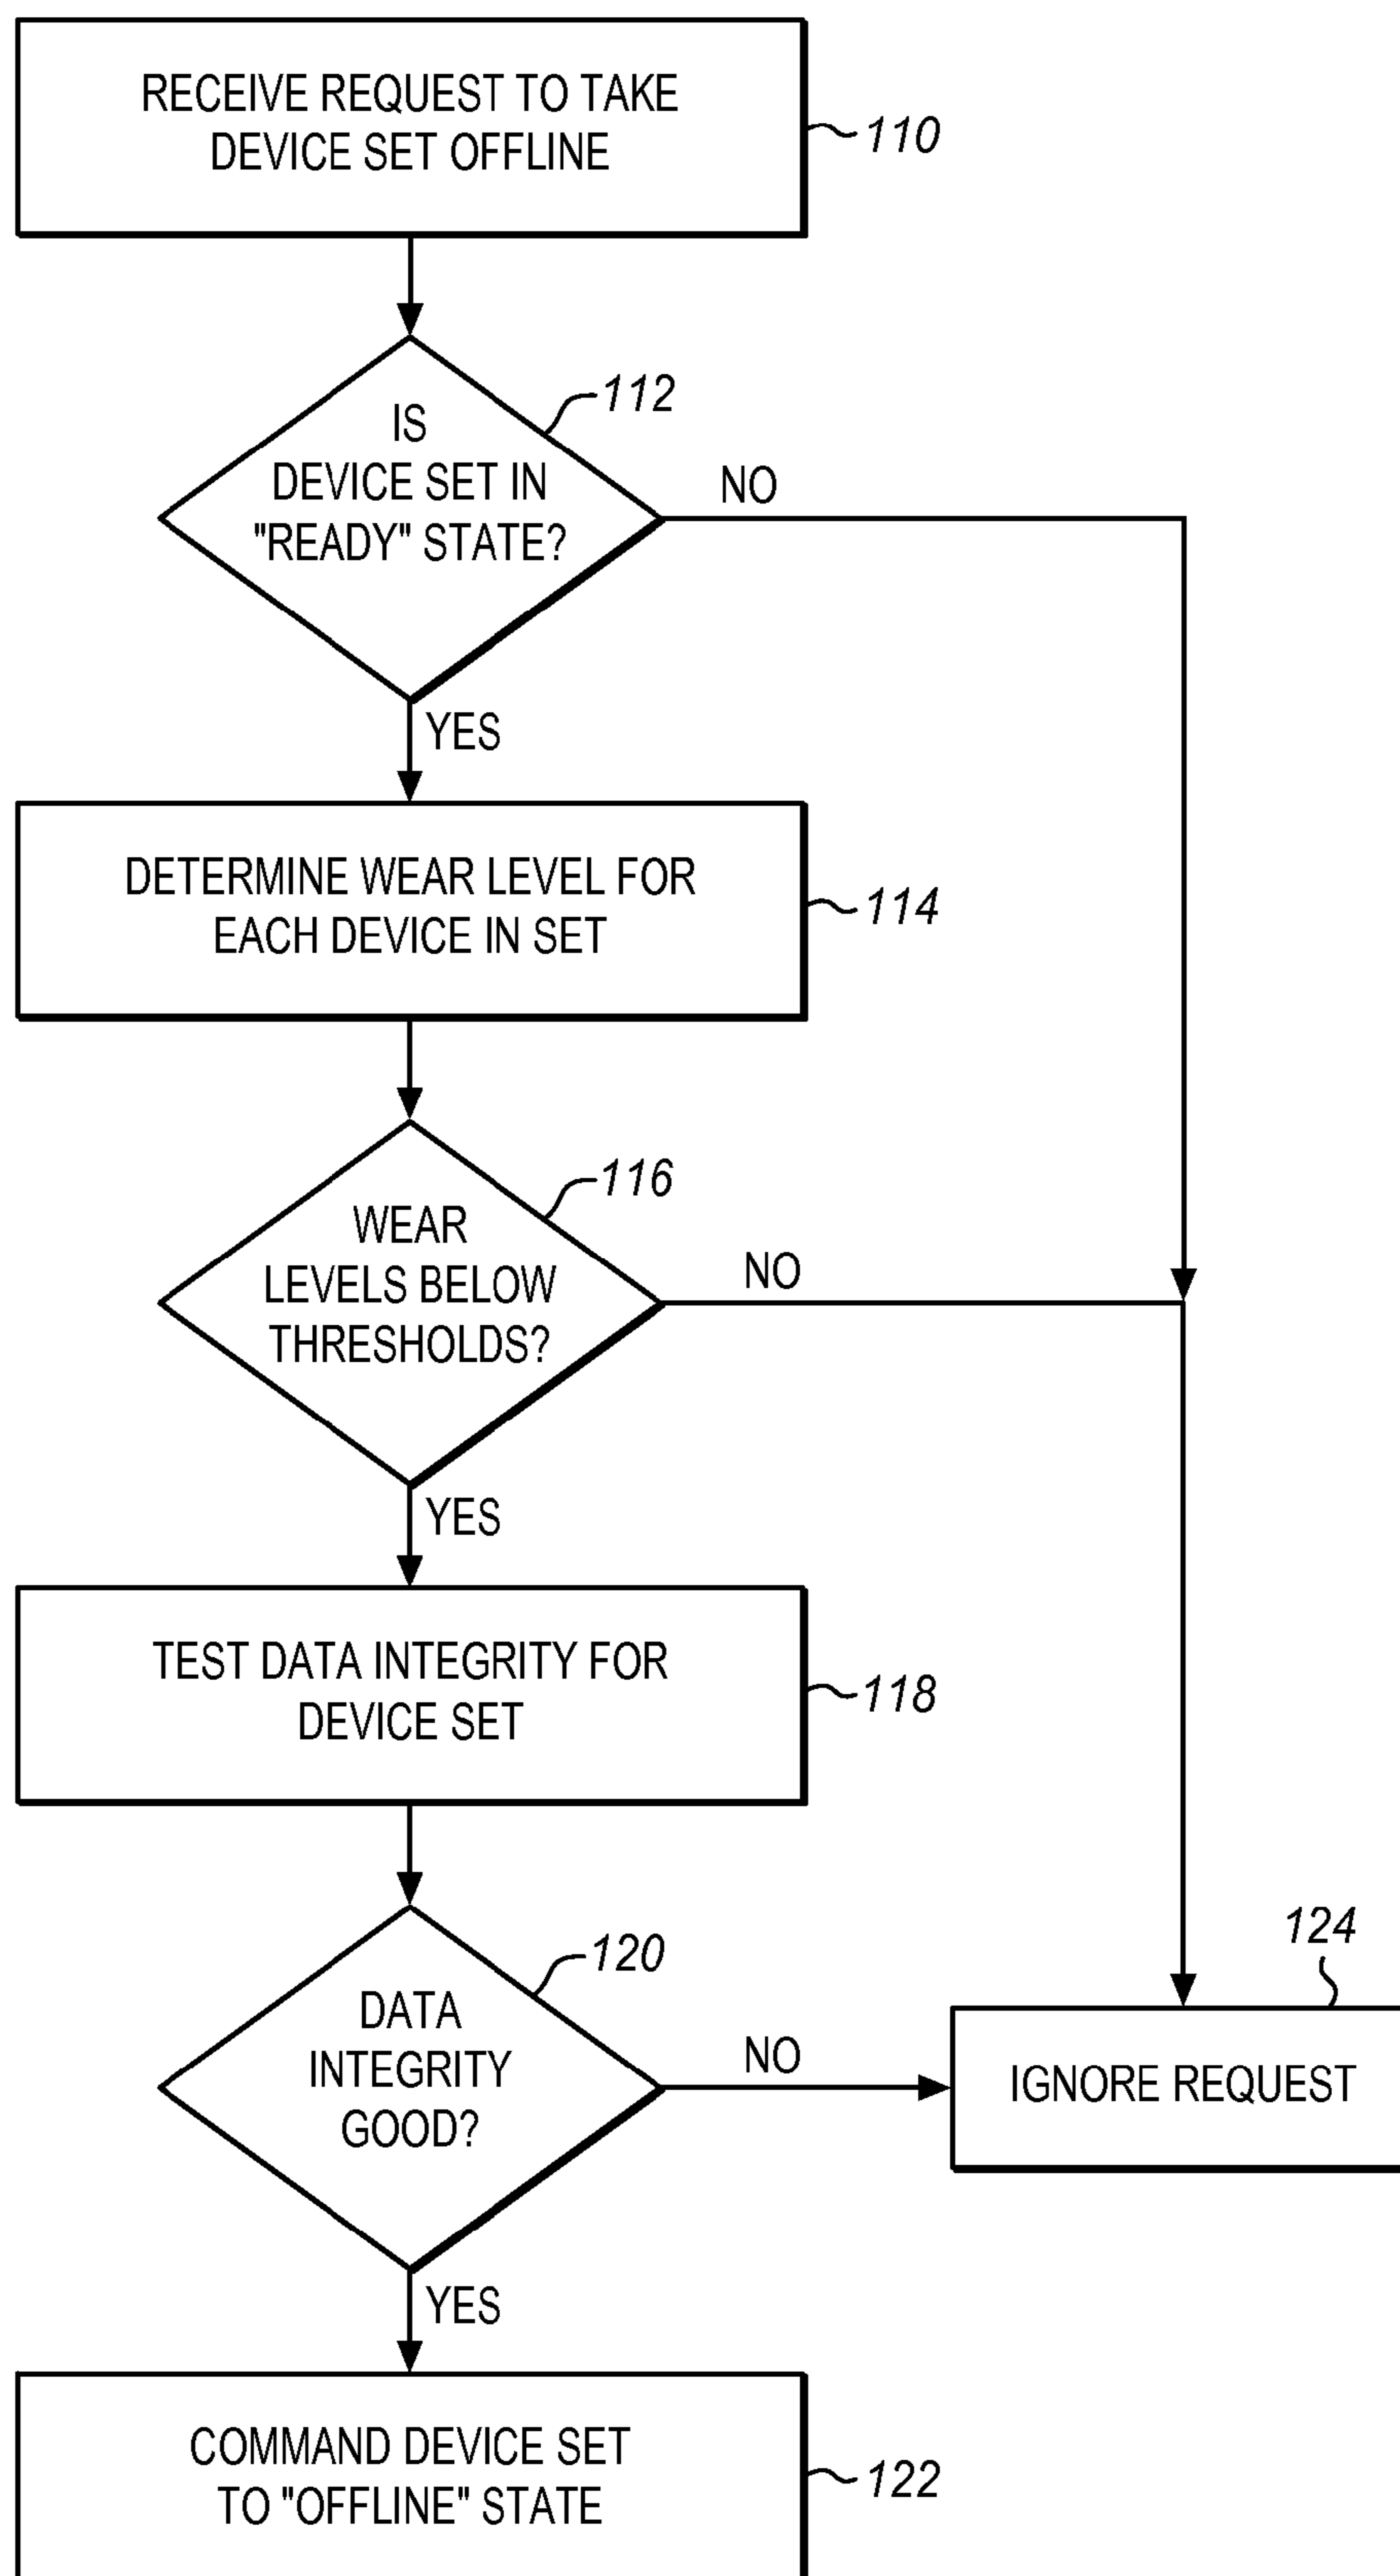 RECEIVE REQUEST TO TAKE
DEVICE SET OFFLINE
110
IS
DEVICE SET IN
"READY" STATE?
112
NO
YES
DETERMINE WEAR LEVEL FOR
EACH DEVICE IN SET
114
WEAR
LEVELS BELOW
THRESHOLDS?
116
NO
YES
TEST DATA INTEGRITY FOR
DEVICE SET
118
DATA
INTEGRITY
GOOD?
120
NO
124
IGNORE REQUEST
YES
COMMAND DEVICE SET
TO "OFFLINE" STATE
122